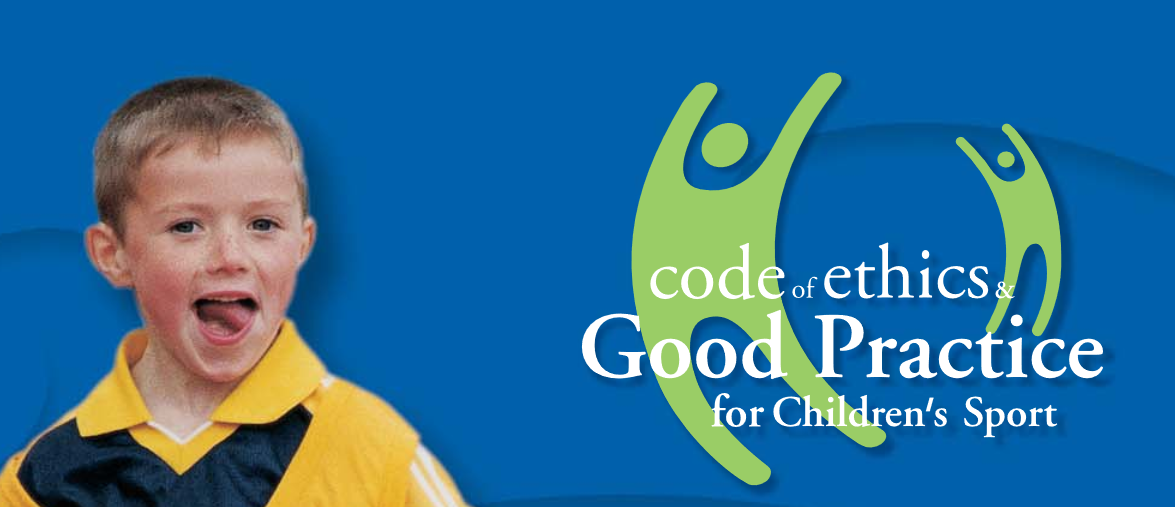 code of ethics &
Good Practice
for Children's Sport